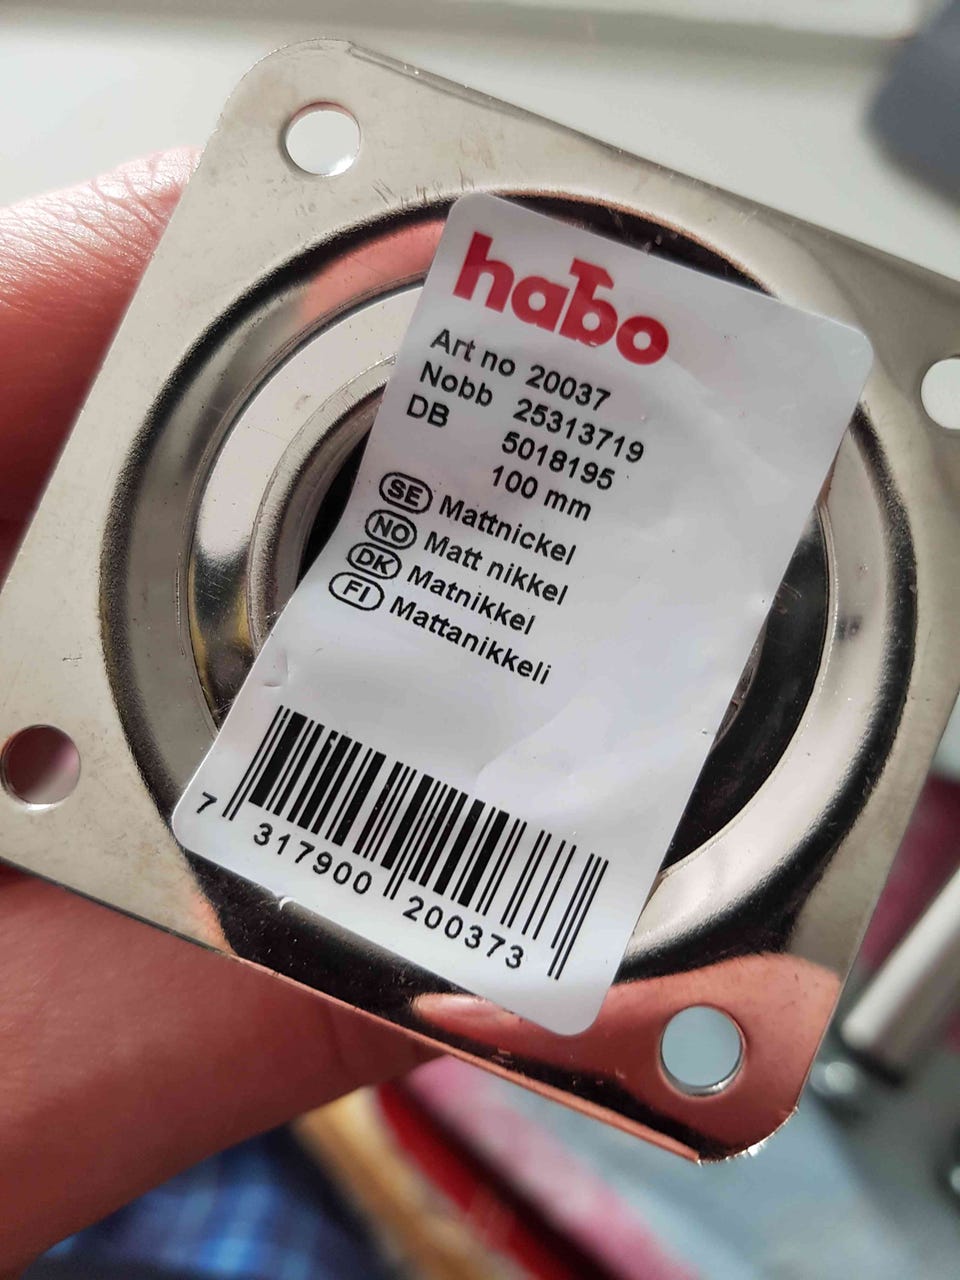 habo
Art no 20037
Nobb 25313719
DB 5018195
100 mm
SE Mattnickel
NO Matt nikkel
DK Matnikkel
FI Mattanikkeli
7 317900 200373